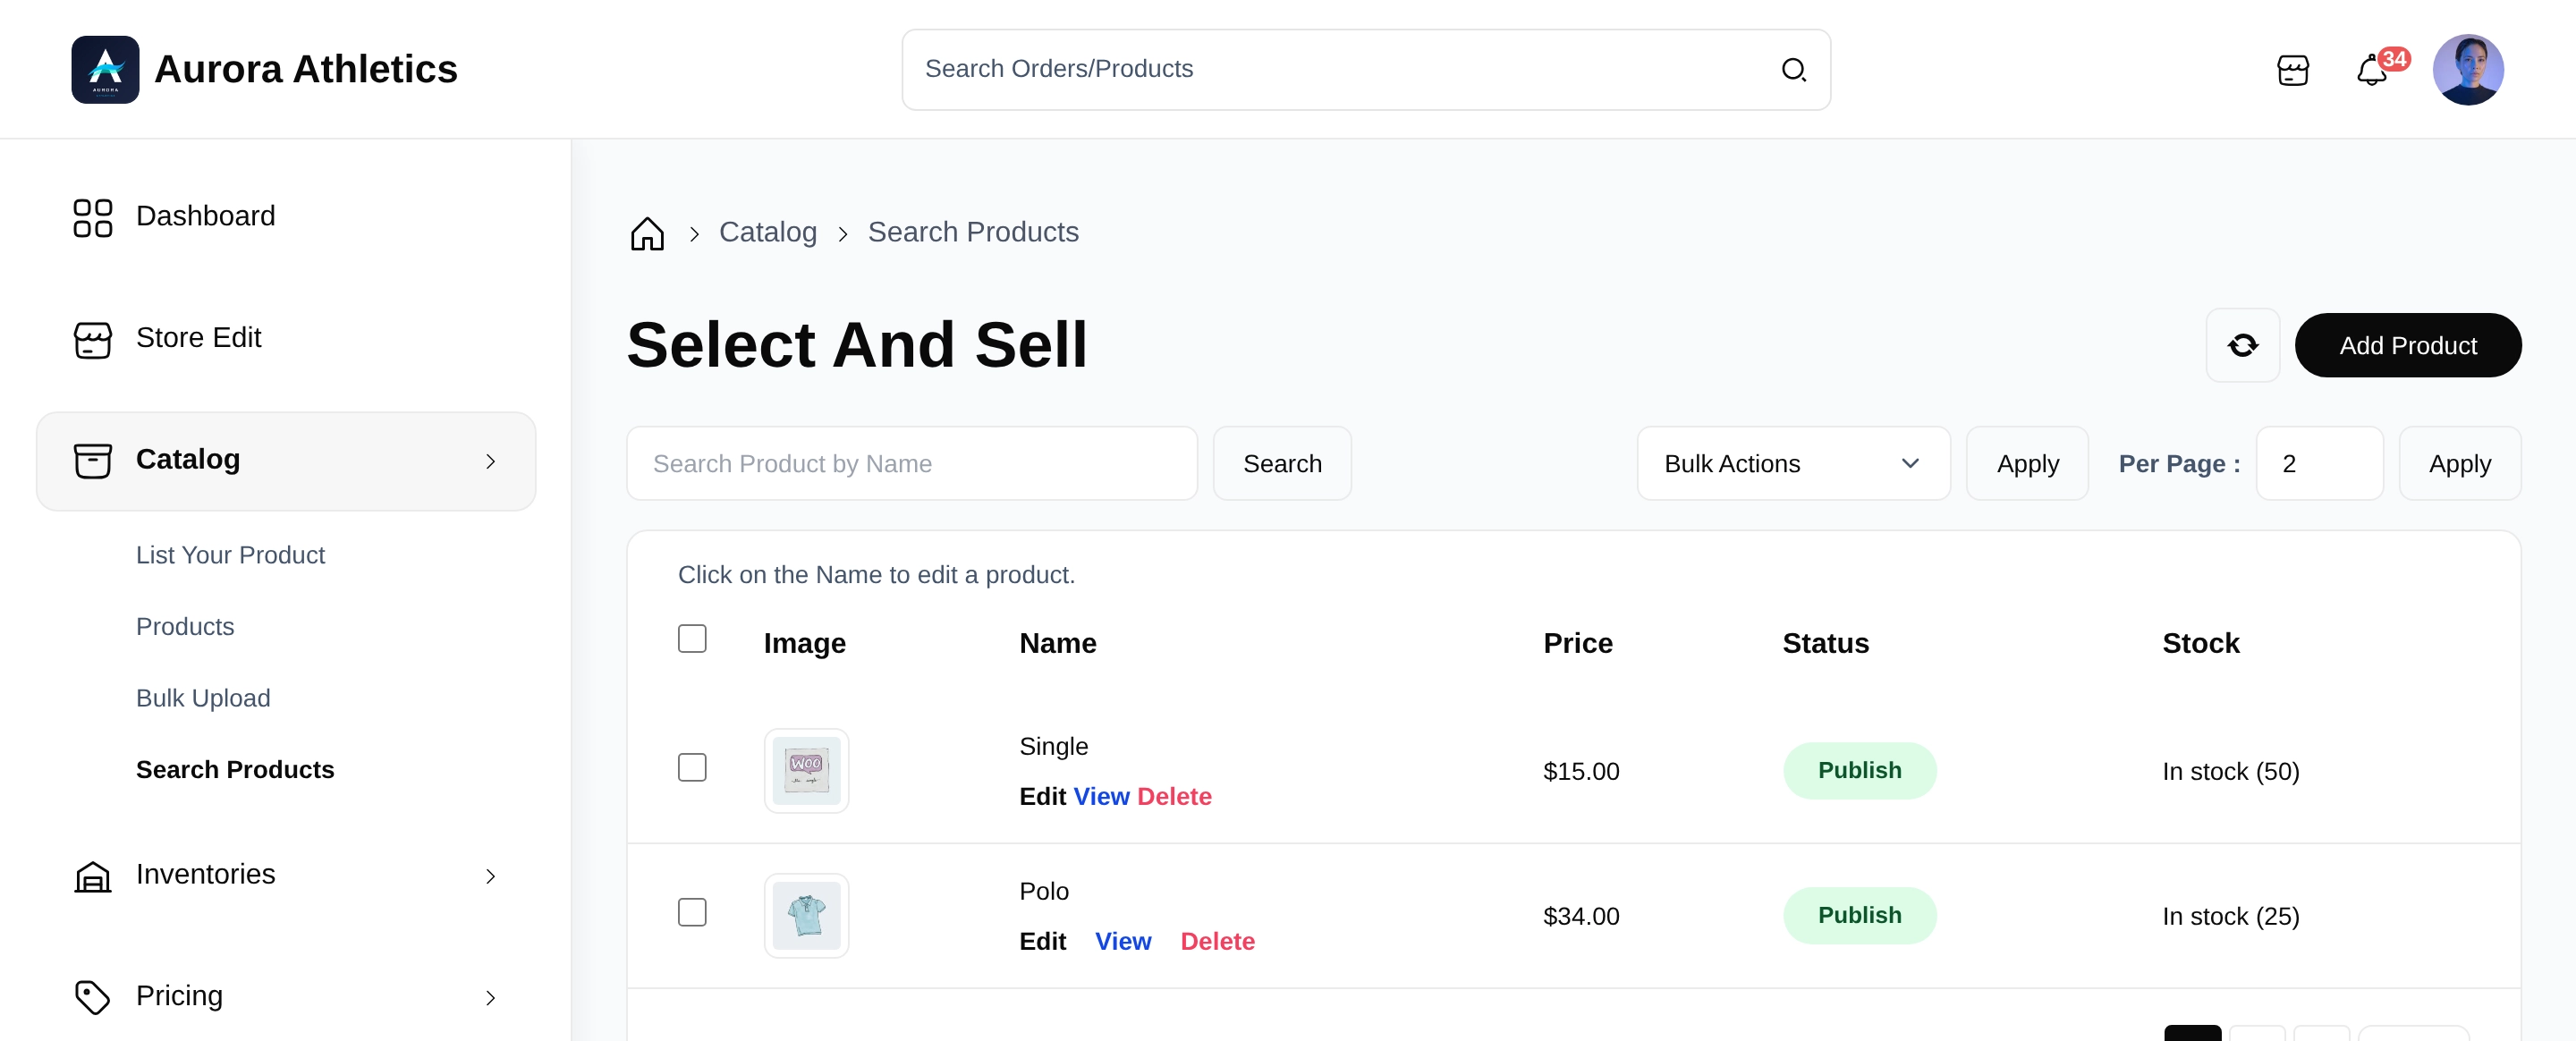 AURORA
Aurora Athletics
Search Orders/Products
34
Dashboard
Store Edit
Catalog
List Your Product
Products
Bulk Upload
Search Products
Inventories
Pricing
Catalog
Search Products
Select And Sell
Add Product
Search Product by Name
Search
Bulk Actions
Apply
Per Page :
2
Apply
Click on the Name to edit a product.
Image
Name
Price
Status
Stock
WOO
Single
Edit View Delete
$15.00
Publish
In stock (50)
Polo
Edit View Delete
$34.00
Publish
In stock (25)